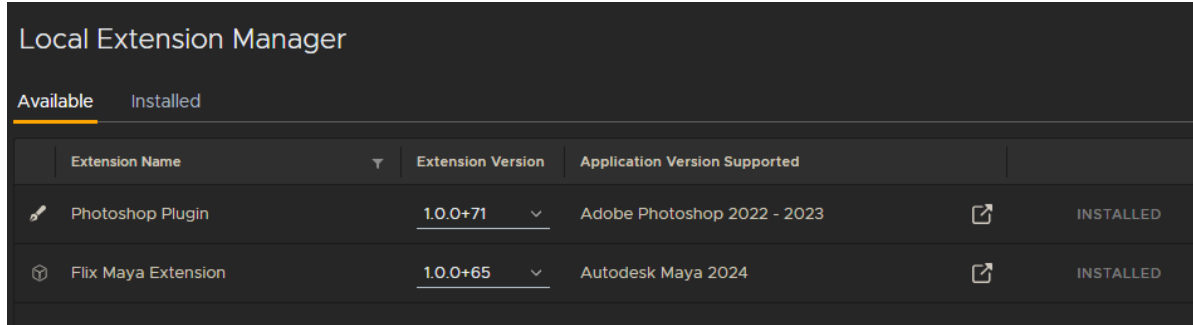 Local Extension Manager
Available Installed
Extension Name Extension Version Application Version Supported
Photoshop Plugin 1.0.0+71 Adobe Photoshop 2022 - 2023 INSTALLED
Flix Maya Extension 1.0.0+65 Autodesk Maya 2024 INSTALLED